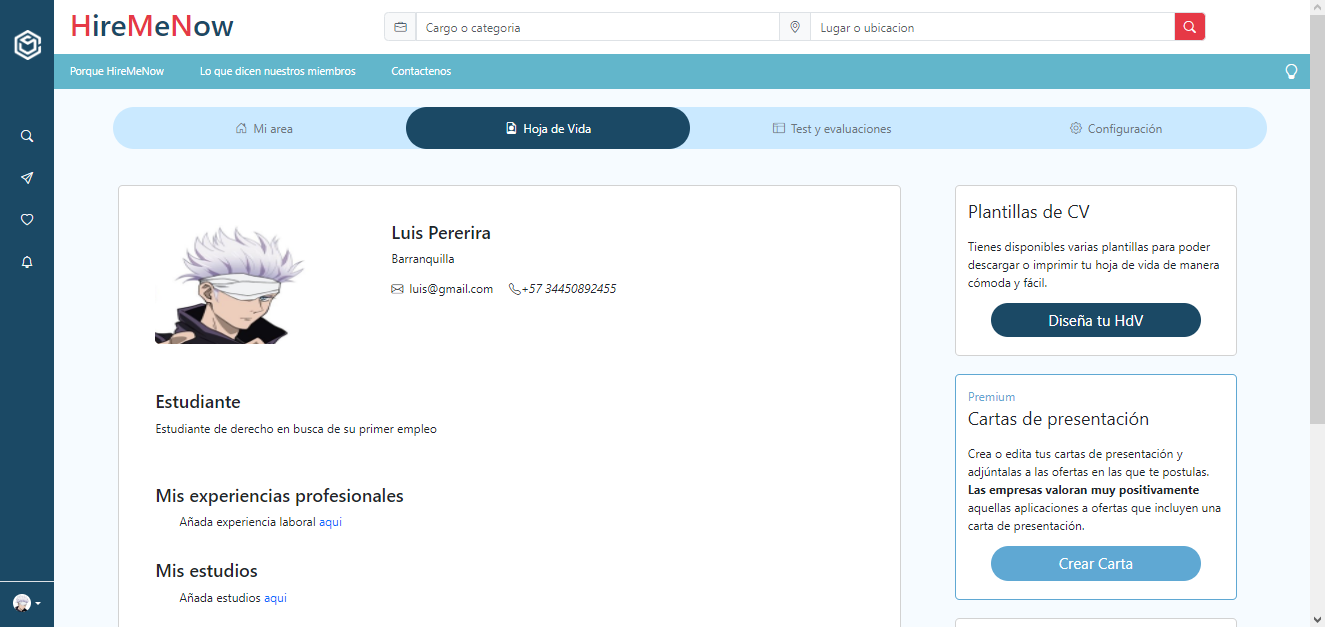 HireMeNow
Cargo o categoria
Lugar o ubicacion
Porque HireMeNow
Lo que dicen nuestros miembros
Contactenos
Mi area
Hoja de Vida
Test y evaluaciones
Configuración
Luis Pererira
Barranquilla
luis@gmail.com
+57 34450892455
Estudiante
Estudiante de derecho en busca de su primer empleo
Mis experiencias profesionales
Añada experiencia laboral aqui
Mis estudios
Añada estudios aqui
Plantillas de CV
Tienes disponibles varias plantillas para poder
descargar o imprimir tu hoja de vida de manera
cómoda y fácil.
Diseña tu HdV
Premium
Cartas de presentación
Crea o edita tus cartas de presentación y
adjúntalas a las ofertas en las que te postulas.
Las empresas valoran muy positivamente
aquellas aplicaciones a ofertas que incluyen una
carta de presentación.
Crear Carta